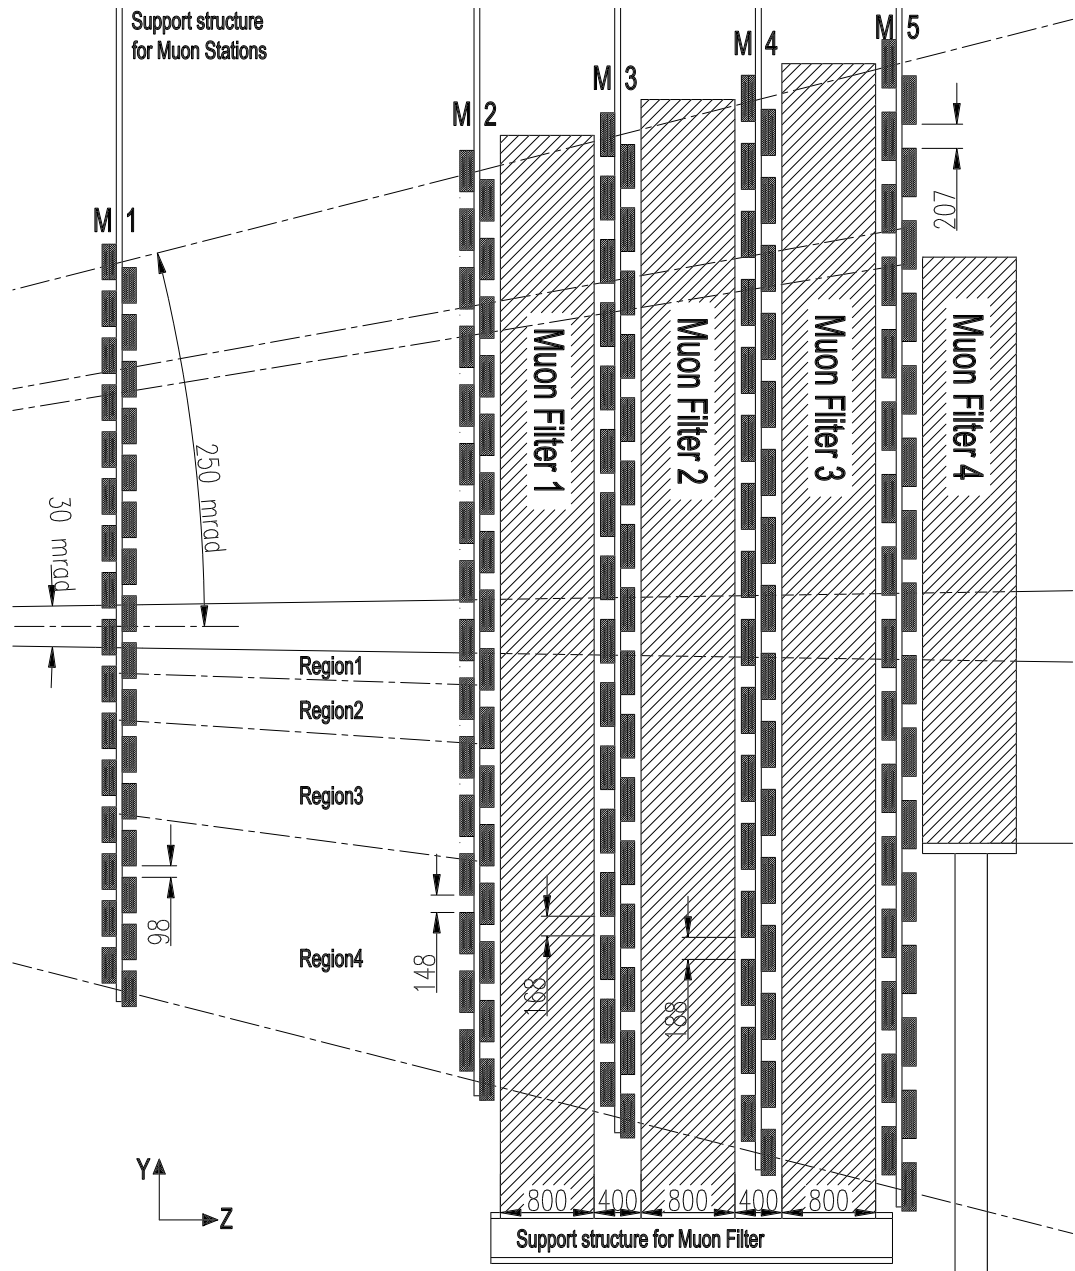 Support structure
for Muon Stations
M 1
M 2
M 3
M 4
M 5
207
250 mrad
30 mrad
Muon Filter 1
Muon Filter 2
Muon Filter 3
Muon Filter 4
Region1
Region2
Region3
Region4
98
148
168
188
Y
Z
800
400
800
400
800
Support structure for Muon Filter